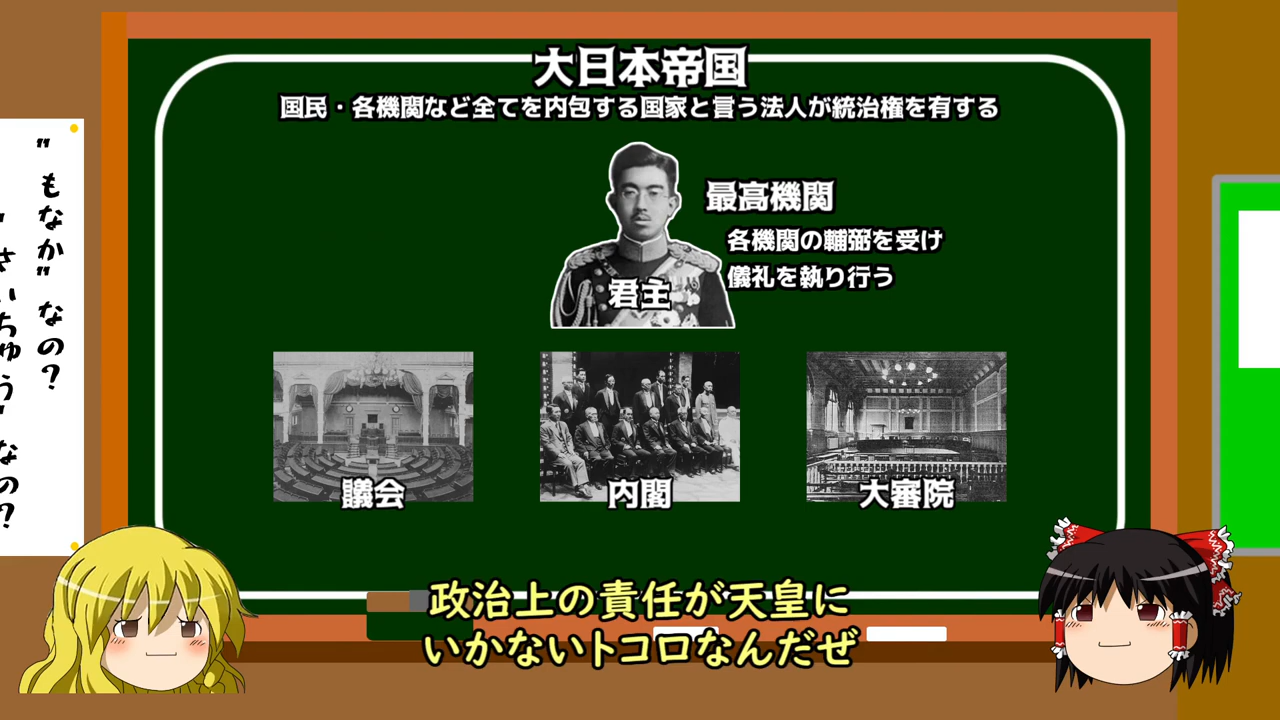 大日本帝国
国民・各機関など全てを内包する国家と言う法人が統治権を有する
最高機関
各機関の輔弼を受け
儀礼を執り行う
君主
議会
内閣
大審院
"もなか"なの？
"さいちゅう"なの？
政治上の責任が天皇に
いかないトコロなんだぜ